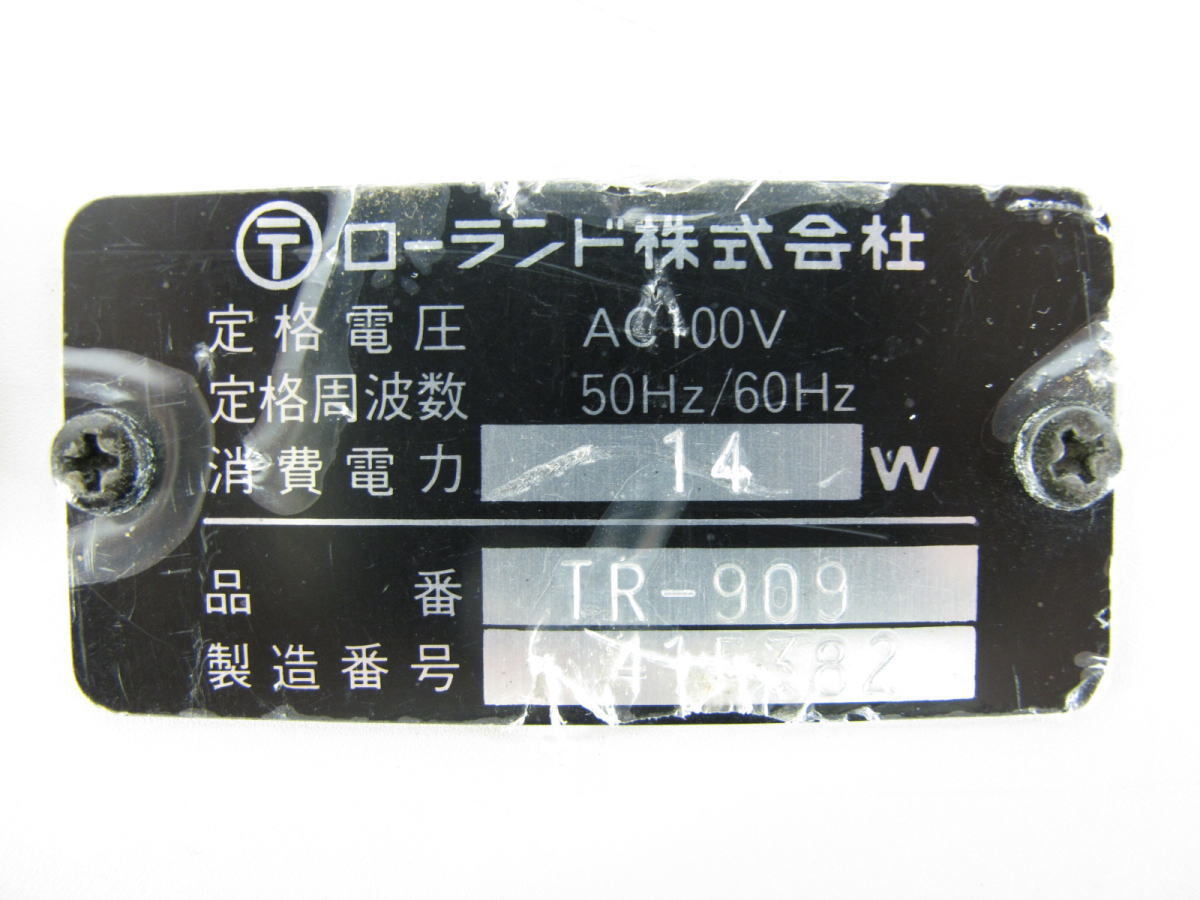 〒 ローランド株式会社
定格電圧 AC100V
定格周波数 50Hz/60Hz
消費電力 14 W
品番 TR-909
製造番号 415382